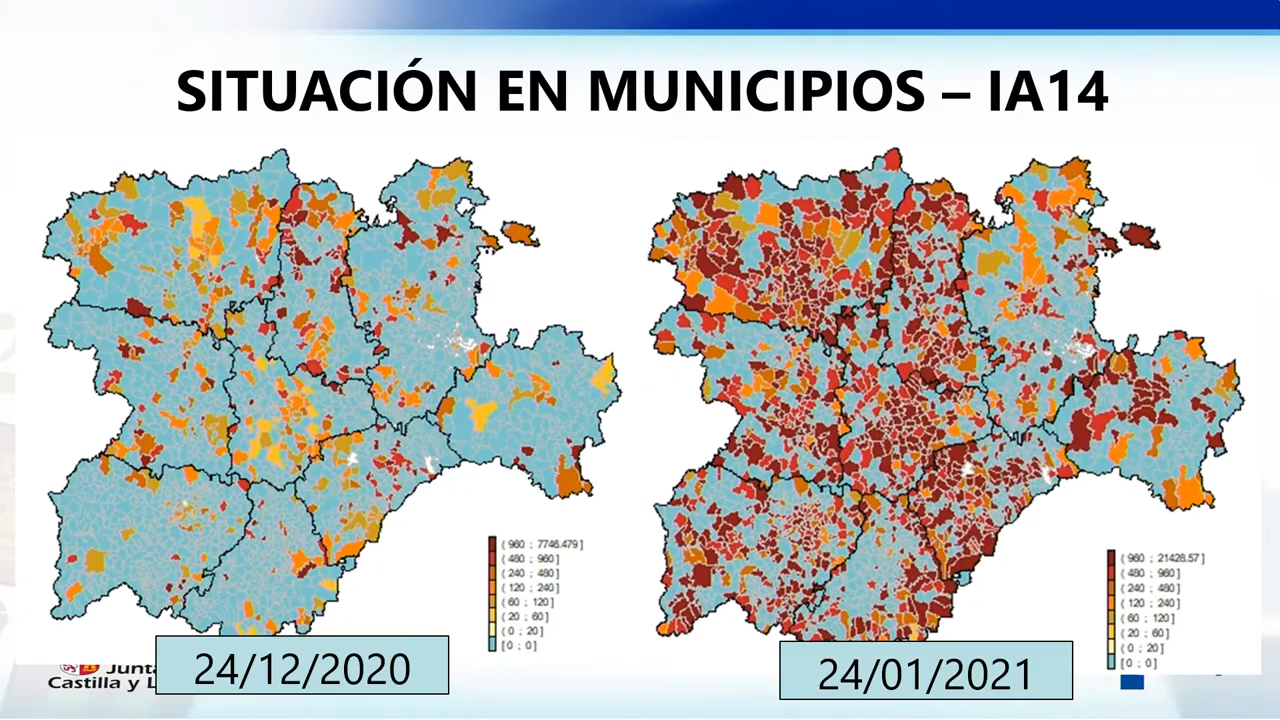 SITUACIÓN EN MUNICIPIOS – IA14
( 960 ; 7746.479 ]
( 480 ; 960 ]
( 240 ; 480 ]
( 120 ; 240 ]
( 60 ; 120 ]
( 20 ; 60 ]
( 0 ; 20 ]
[ 0 ; 0 ]
( 960 ; 21428.57 ]
( 480 ; 960 ]
( 240 ; 480 ]
( 120 ; 240 ]
( 60 ; 120 ]
( 20 ; 60 ]
( 0 ; 20 ]
[ 0 ; 0 ]
24/12/2020
24/01/2021
Junta
Castilla y L